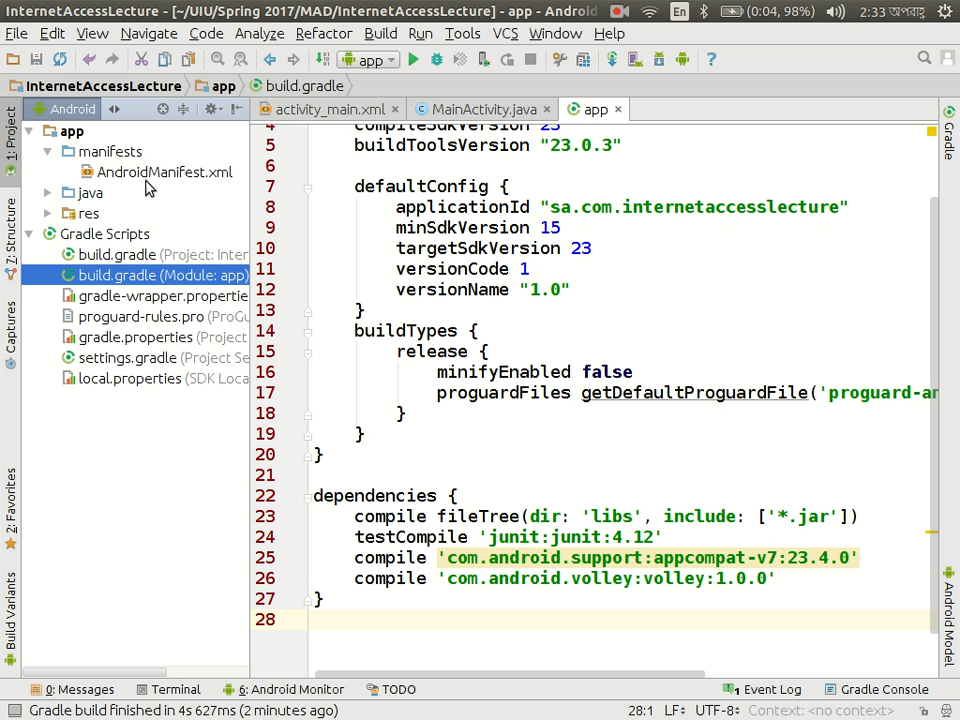 InternetAccessLecture - [~/UIU/Spring 2017/MAD/InternetAccessLecture] - app - Android
En (0:04, 98%) 2:33 অপরাহ্ণ
File Edit View Navigate Code Analyze Refactor Build Run Tools VCS Window Help
app
InternetAccessLecture app build.gradle
Android activity_main.xml MainActivity.java app
1: Project
Z: Structure
Captures
2: Favorites
Build Variants
app
manifests
AndroidManifest.xml
java
res
Gradle Scripts
build.gradle (Project: Inter
build.gradle (Module: app)
gradle-wrapper.propertie
proguard-rules.pro (ProGu
gradle.properties (Project
settings.gradle (Project Se
local.properties (SDK Loca
4 compileSdkVersion 23
5 buildToolsVersion "23.0.3"
6
7 defaultConfig {
8 applicationId "sa.com.internetaccesslecture"
9 minSdkVersion 15
10 targetSdkVersion 23
11 versionCode 1
12 versionName "1.0"
13 }
14 buildTypes {
15 release {
16 minifyEnabled false
17 proguardFiles getDefaultProguardFile('proguard-an
18 }
19 }
20 }
21
22 dependencies {
23 compile fileTree(dir: 'libs', include: ['*.jar'])
24 testCompile 'junit:junit:4.12'
25 compile 'com.android.support:appcompat-v7:23.4.0'
26 compile 'com.android.volley:volley:1.0.0'
27 }
28
Gradle
Android Model
0: Messages Terminal 6: Android Monitor TODO 1 Event Log Gradle Console
Gradle build finished in 4s 627ms (2 minutes ago) 28:1 LF UTF-8 Context: <no context>